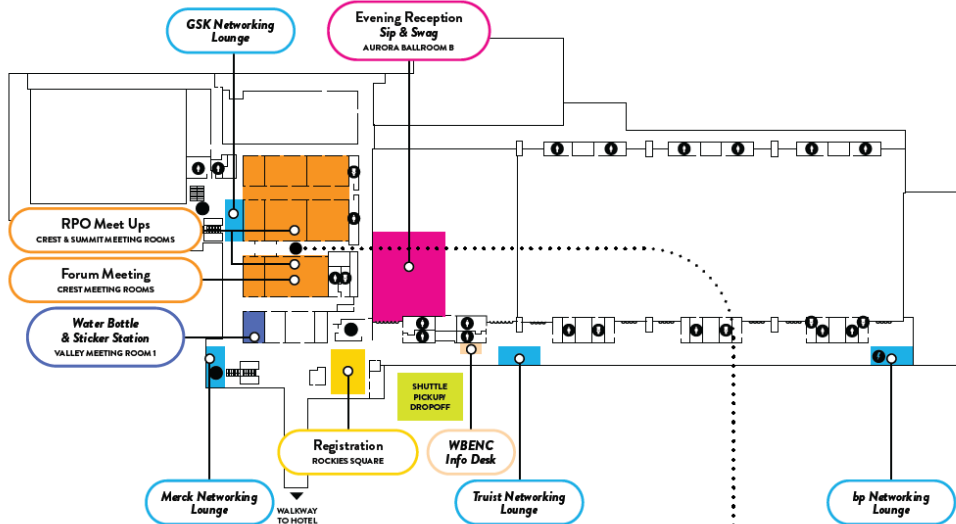 GSK Networking
Lounge
Evening Reception
Sip & Swag
AURORA BALLROOM B
RPO Meet Ups
CREST & SUMMIT MEETING ROOMS
Forum Meeting
CREST MEETING ROOMS
Water Bottle
& Sticker Station
VALLEY MEETING ROOM 1
SHUTTLE
PICKUP/
DROPOFF
Registration
ROCKIES SQUARE
WBENC
Info Desk
Merck Networking
Lounge
WALKWAY
TO HOTEL
Truist Networking
Lounge
bp Networking
Lounge